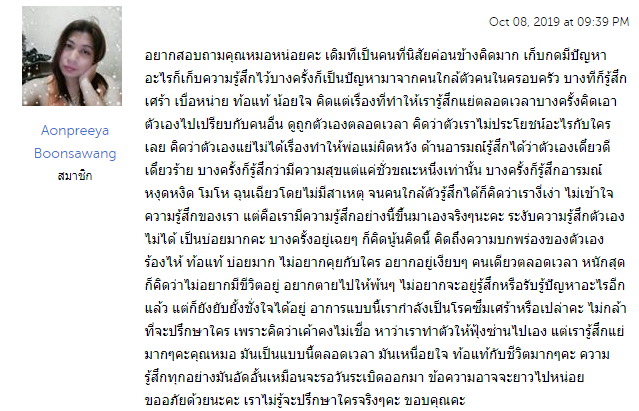 Oct 08, 2019 at 09:39 PM
Aonpreeya
Boonsawang
สมาชิก
อยากสอบถามคุณหมอหน่อยคะ เดิมทีเป็นคนที่นิสัยค่อนข้างคิดมาก เก็บกดมีปัญหา
อะไรก็เก็บความรู้สึกไว้บางครั้งก็เป็นปัญหามาจากคนใกล้ตัวคนในครอบครัว บางทีก็รู้สึก
เศร้า เบื่อหน่าย ท้อแท้ น้อยใจ คิดแต่เรื่องที่ทำให้เรารู้สึกแย่ตลอดเวลาบางครั้งคิดเอา
ตัวเองไปเปรียบกับคนอื่น ดูถูกตัวเองตลอดเวลา คิดว่าตัวเราไม่มีประโยชน์อะไรกับใคร
เลย คิดว่าตัวเองแย่ไม่ได้เรื่องทำให้พ่อแม่ผิดหวัง ด้านอารมณ์รู้สึกได้ว่าตัวเองเดี๋ยวดี
เดี๋ยวร้าย บางครั้งก็รู้สึกว่ามีความสุขแต่แค่ชั่วขณะหนึ่งเท่านั้น บางครั้งก็รู้สึกอารมณ์
หงุดหงิด โมโห ฉุนเฉียวโดยไม่มีสาเหตุ จนคนใกล้ตัวรู้สึกได้ก็คิดว่าเรางี่เง่า ไม่เข้าใจ
ความรู้สึกของเรา แต่คือเรามีความรู้สึกอย่างนี้ขึ้นมาเองจริงๆนะคะ ระงับความรู้สึกตัวเอง
ไม่ได้ เป็นบ่อยมากคะ บางครั้งอยู่เฉยๆ ก็คิดนู้นคิดนี้ คิดถึงความบกพร่องของตัวเอง
ร้องไห้ ท้อแท้ บ่อยมาก ไม่อยากคุยกับใคร อยากอยู่เงียบๆ คนเดียวตลอดเวลา หนักสุด
ก็คิดว่าไม่อยากมีชีวิตอยู่ อยากตายไปให้พ้นๆ ไม่อยากจะอยู่รู้สึกหรือรับรู้ปัญหาอะไรอีก
แล้ว แต่ก็ยังยับยั้งชั่งใจได้อยู่ อาการแบบนี้เรากำลังเป็นโรคซึมเศร้าหรือเปล่าคะ ไม่กล้า
ที่จะปรึกษาใคร เพราะคิดว่าเค้าคงไม่เชื่อ หาว่าเราทำตัวให้ฟุ้งซ่านไปเอง แต่เรารู้สึกแย่
มากๆคะคุณหมอ มันเป็นแบบนี้ตลอดเวลา มันเหนื่อยใจ ท้อแท้กับชีวิตมากๆคะ ความ
รู้สึกทุกอย่างมันอัดอั้นเหมือนจะรอวันระเบิดออกมา ข้อความอาจจะยาวไปหน่อย
ขออภัยด้วยนะคะ เราไม่รู้จะปรึกษาใครจริงๆคะ ขอบคุณคะ